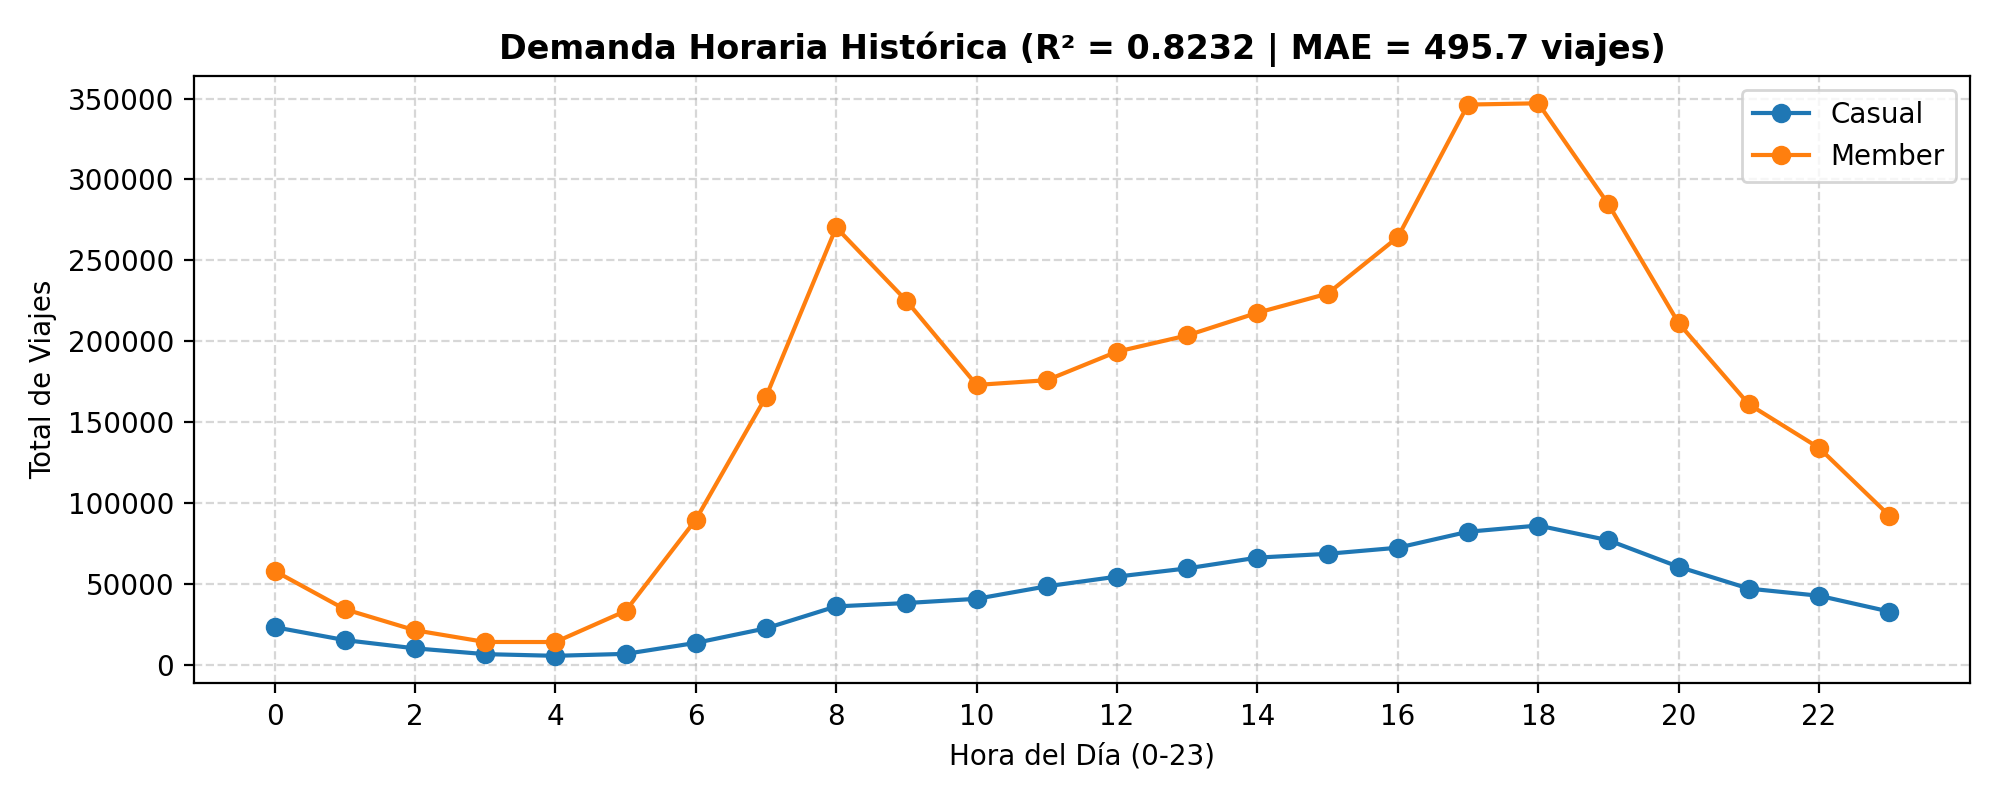 Demanda Horaria Histórica (R² = 0.8232 | MAE = 495.7 viajes)
Casual
Member
Total de Viajes
350000
300000
250000
200000
150000
100000
50000
0
0 2 4 6 8 10 12 14 16 18 20 22
Hora del Día (0-23)